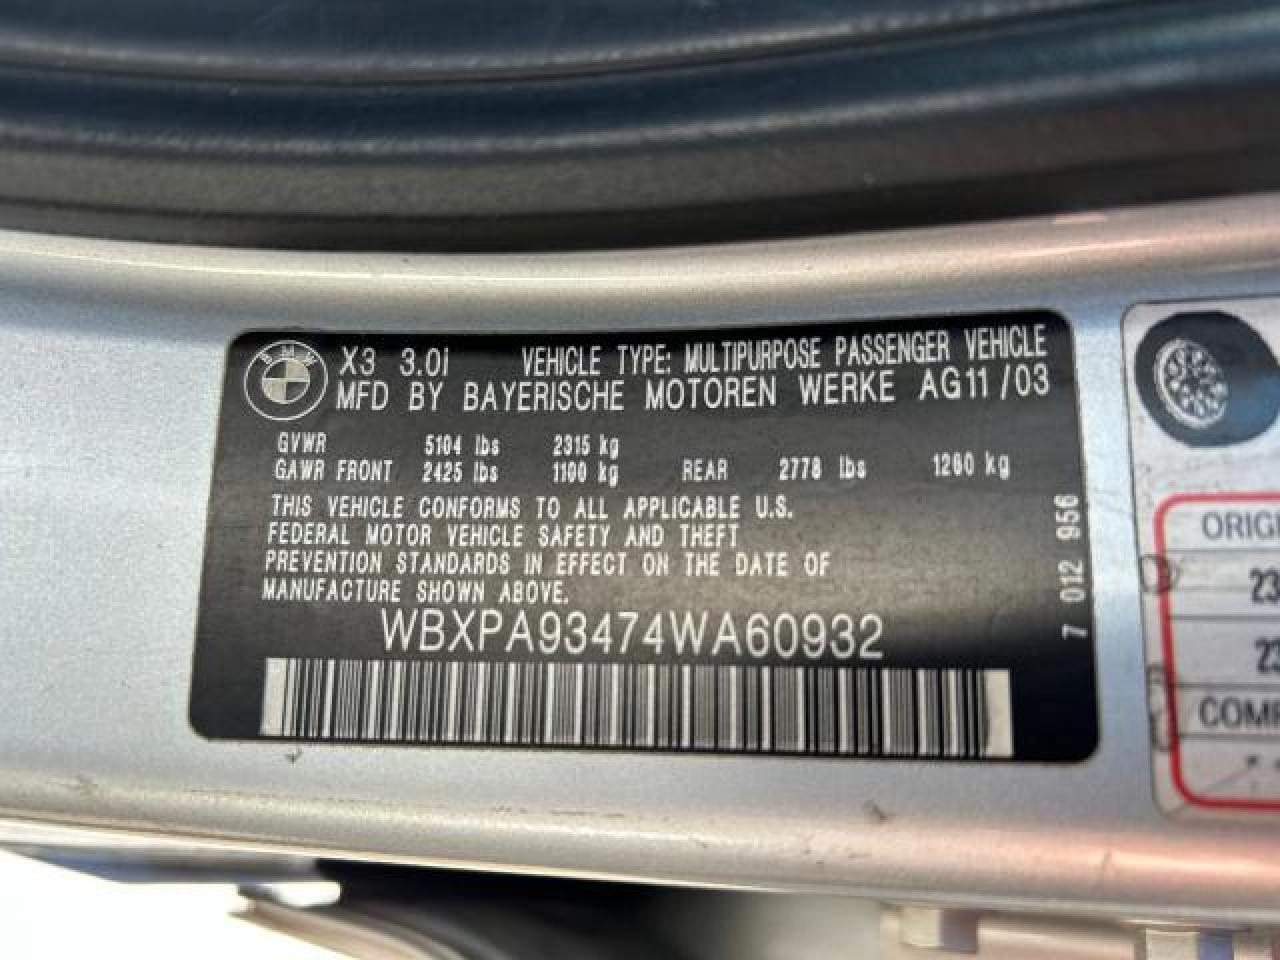 BMW
X3 3.0i VEHICLE TYPE: MULTIPURPOSE PASSENGER VEHICLE
MFD BY BAYERISCHE MOTOREN WERKE AG11/03
GVWR 5104 lbs 2315 kg
GAWR FRONT 2425 lbs 1100 kg REAR 2778 lbs 1260 kg
THIS VEHICLE CONFORMS TO ALL APPLICABLE U.S.
FEDERAL MOTOR VEHICLE SAFETY AND THEFT
PREVENTION STANDARDS IN EFFECT ON THE DATE OF
MANUFACTURE SHOWN ABOVE.
WBXPA93474WA60932
7 012 956
ORIGI
23
23